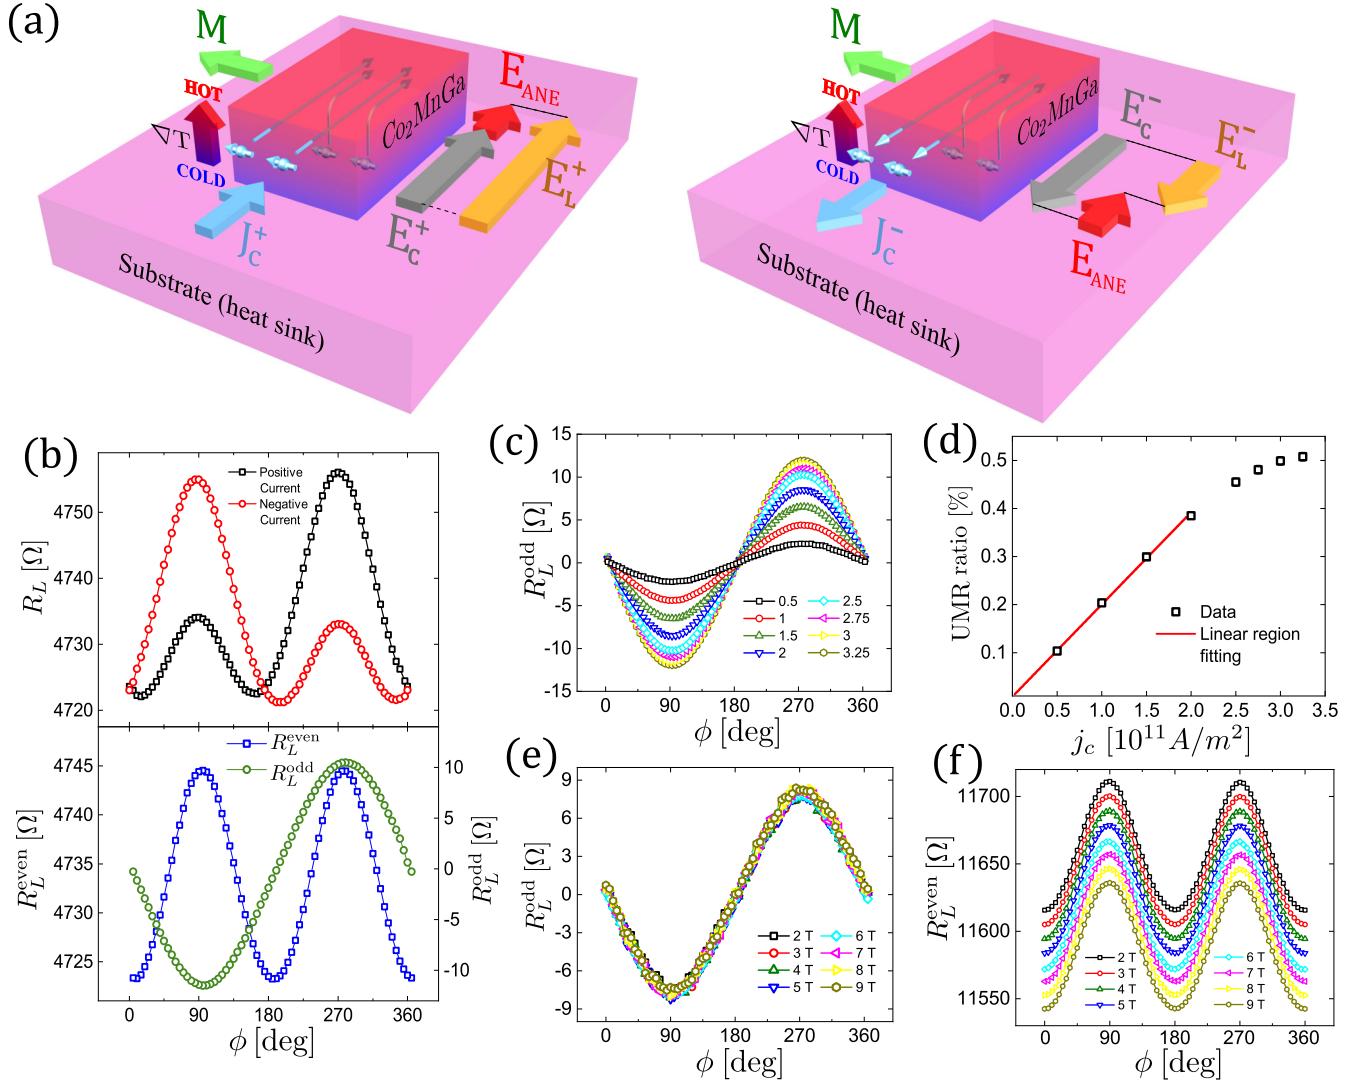 (a)
M
HOT
∇T
COLD
Co₂MnGa
E_ANE
E_C^+
E_L^+
J_C^+
Substrate (heat sink)
M
HOT
∇T
COLD
Co₂MnGa
E_C^-
E_L^-
E_ANE
J_C^-
Substrate (heat sink)
(b)
R_L [Ω]
4750
4740
4730
4720
Positive
Current
Negative
Current
R_L^even [Ω]
4745
4735
4730
4725
R_L^even
R_L^odd
10
5
0
-5
-10
R_L^odd [Ω]
0 90 180 270 360
ϕ [deg]
(c)
R_L^odd [Ω]
15
10
5
0
-5
-10
-15
0.5 2.5
1 2.75
1.5 3
2 3.25
0 90 180 270 360
ϕ [deg]
(d)
UMR ratio [%]
0.5
0.4
0.3
0.2
0.1
Data
Linear region
fitting
0.0 0.5 1.0 1.5 2.0 2.5 3.0 3.5
j_c [10^11 A/m^2]
(e)
R_L^odd [Ω]
9
6
3
0
-3
-6
-9
2 T 6 T
3 T 7 T
4 T 8 T
5 T 9 T
0 90 180 270 360
ϕ [deg]
(f)
R_L^even [Ω]
11700
11650
11600
11550
2 T 6 T
3 T 7 T
4 T 8 T
5 T 9 T
0 90 180 270 360
ϕ [deg]